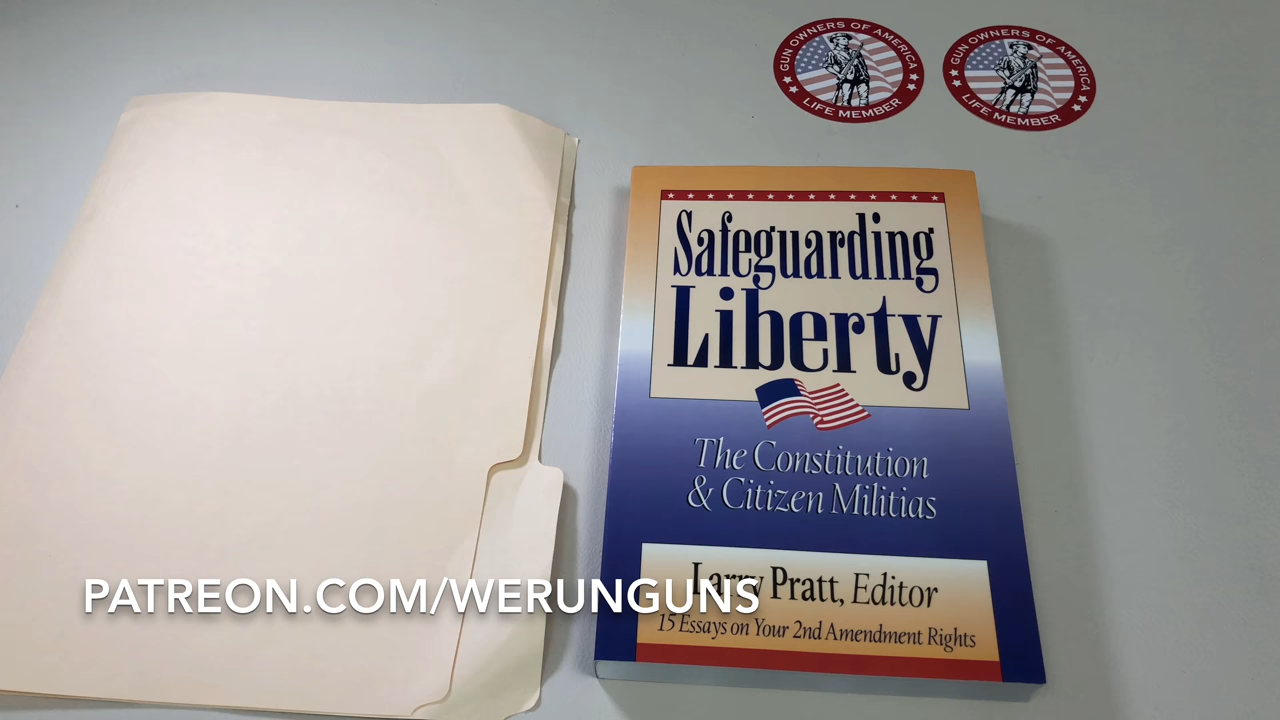 GUN OWNERS OF AMERICA
LIFE MEMBER
GUN OWNERS OF AMERICA
LIFE MEMBER
Safeguarding
Liberty
The Constitution
& Citizen Militias
Larry Pratt, Editor
15 Essays on Your 2nd Amendment Rights
PATREON.COM/WERUNGUNS